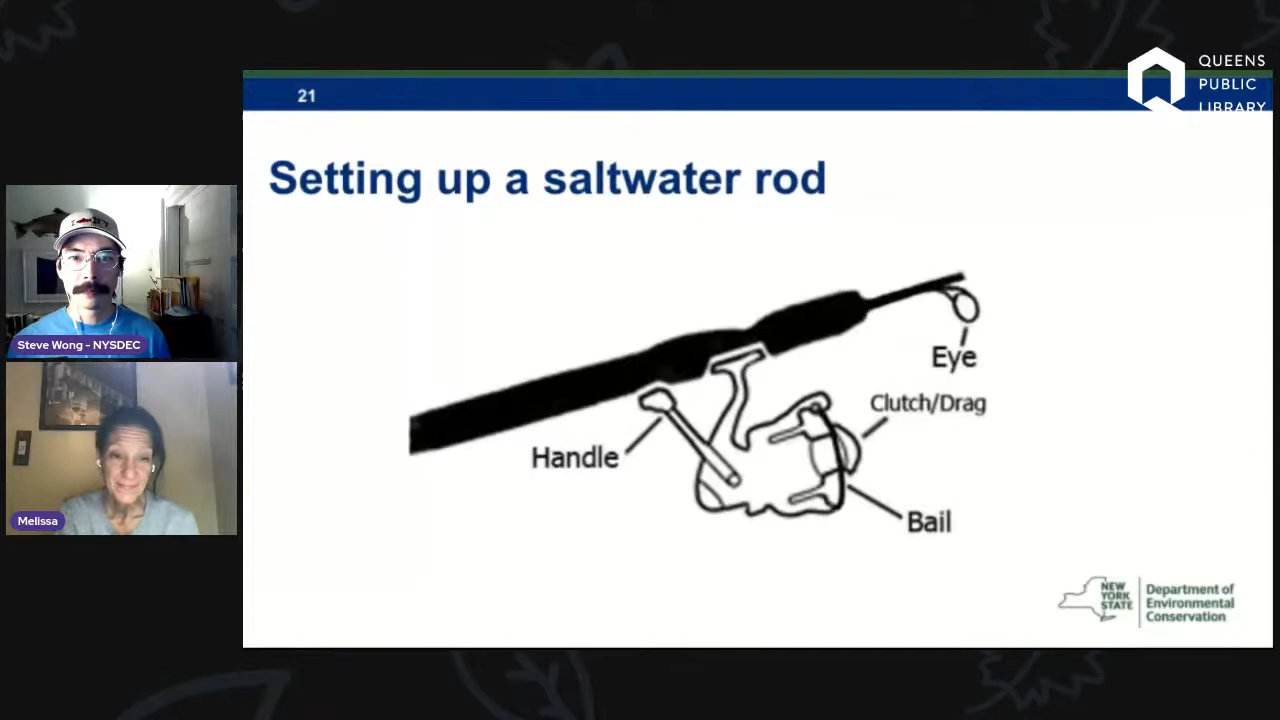 QUEENS
PUBLIC
LIBRARY
21
Setting up a saltwater rod
Eye
Clutch/Drag
Handle
Bail
Steve Wong - NYSDEC
Melissa
NEW
YORK
STATE
Department of
Environmental
Conservation